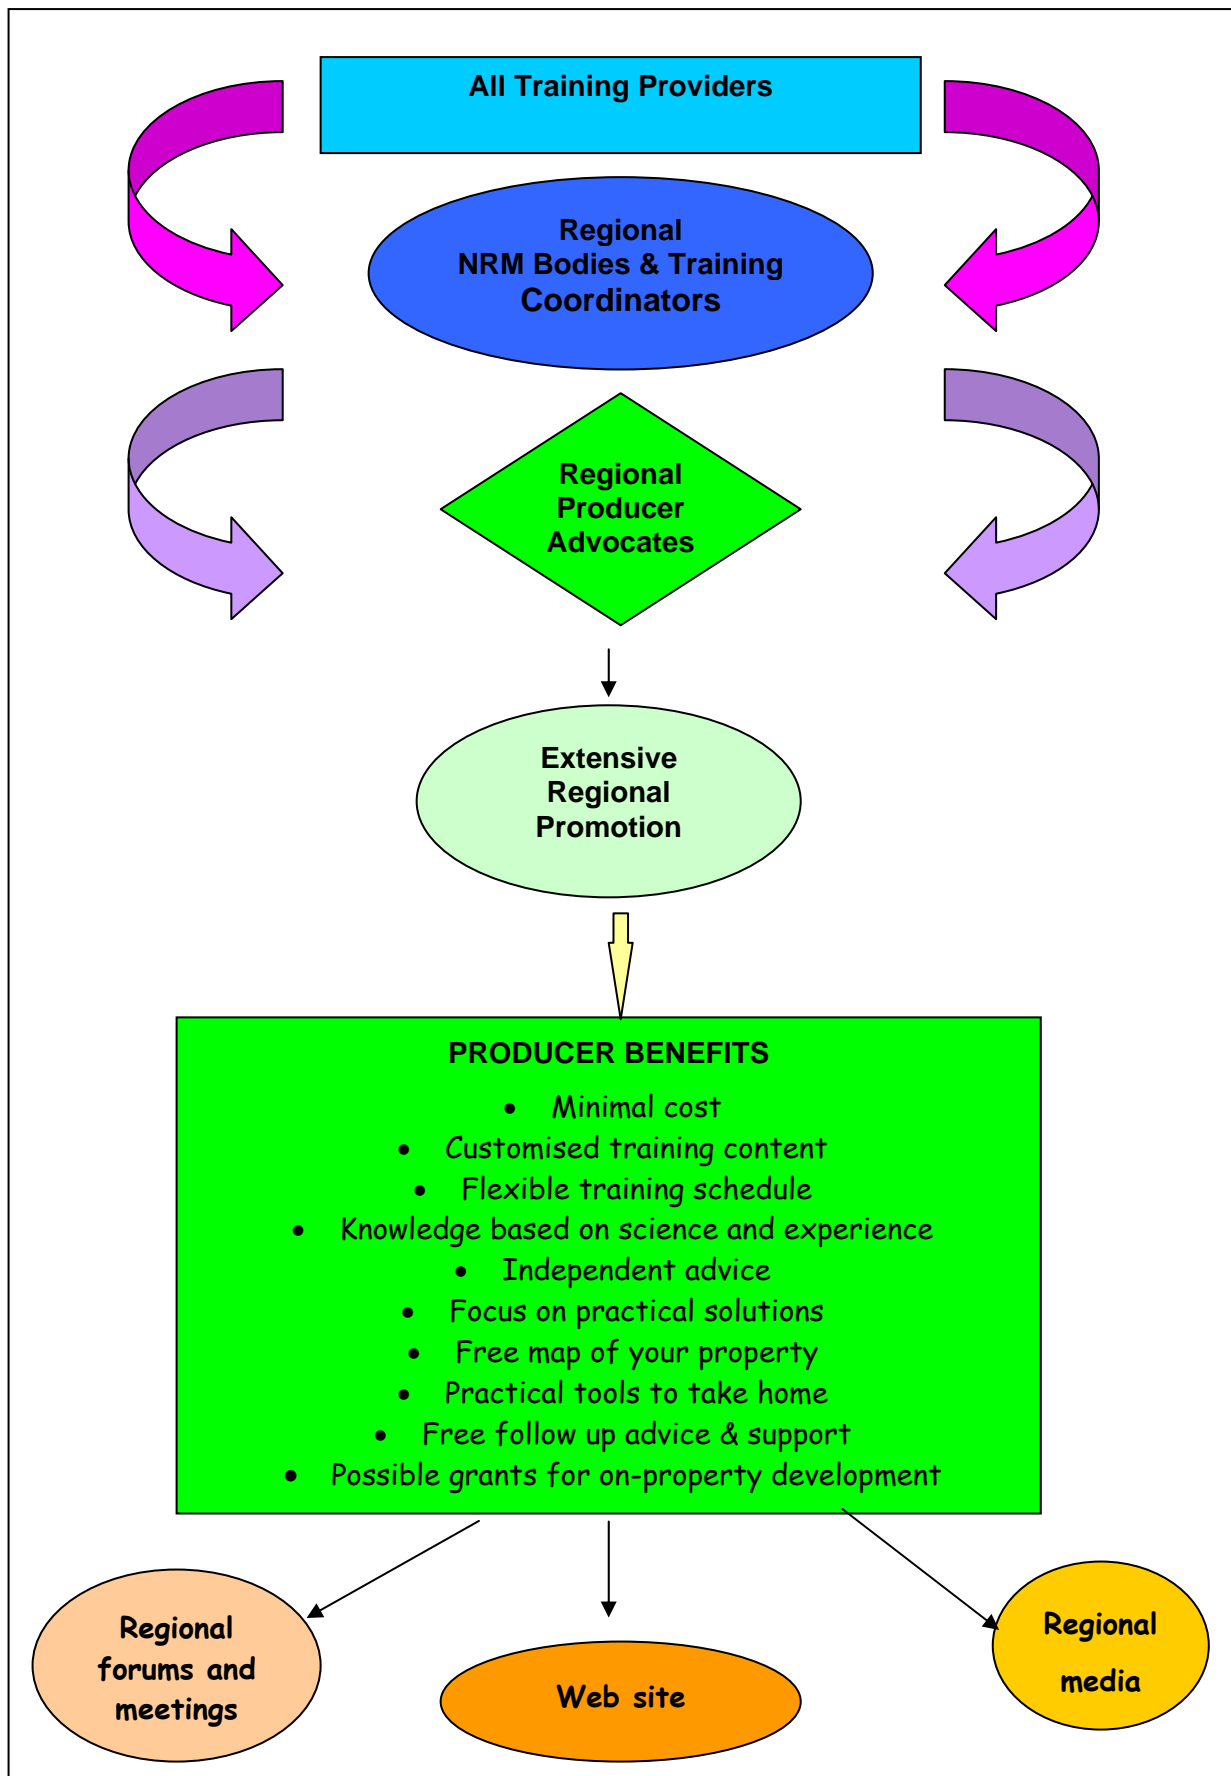 All Training Providers
Regional
NRM Bodies & Training
Coordinators
Regional
Producer
Advocates
Extensive
Regional
Promotion
PRODUCER BENEFITS
• Minimal cost
• Customised training content
• Flexible training schedule
• Knowledge based on science and experience
• Independent advice
• Focus on practical solutions
• Free map of your property
• Practical tools to take home
• Free follow up advice & support
• Possible grants for on-property development
Regional
forums and
meetings
Web site
Regional
media